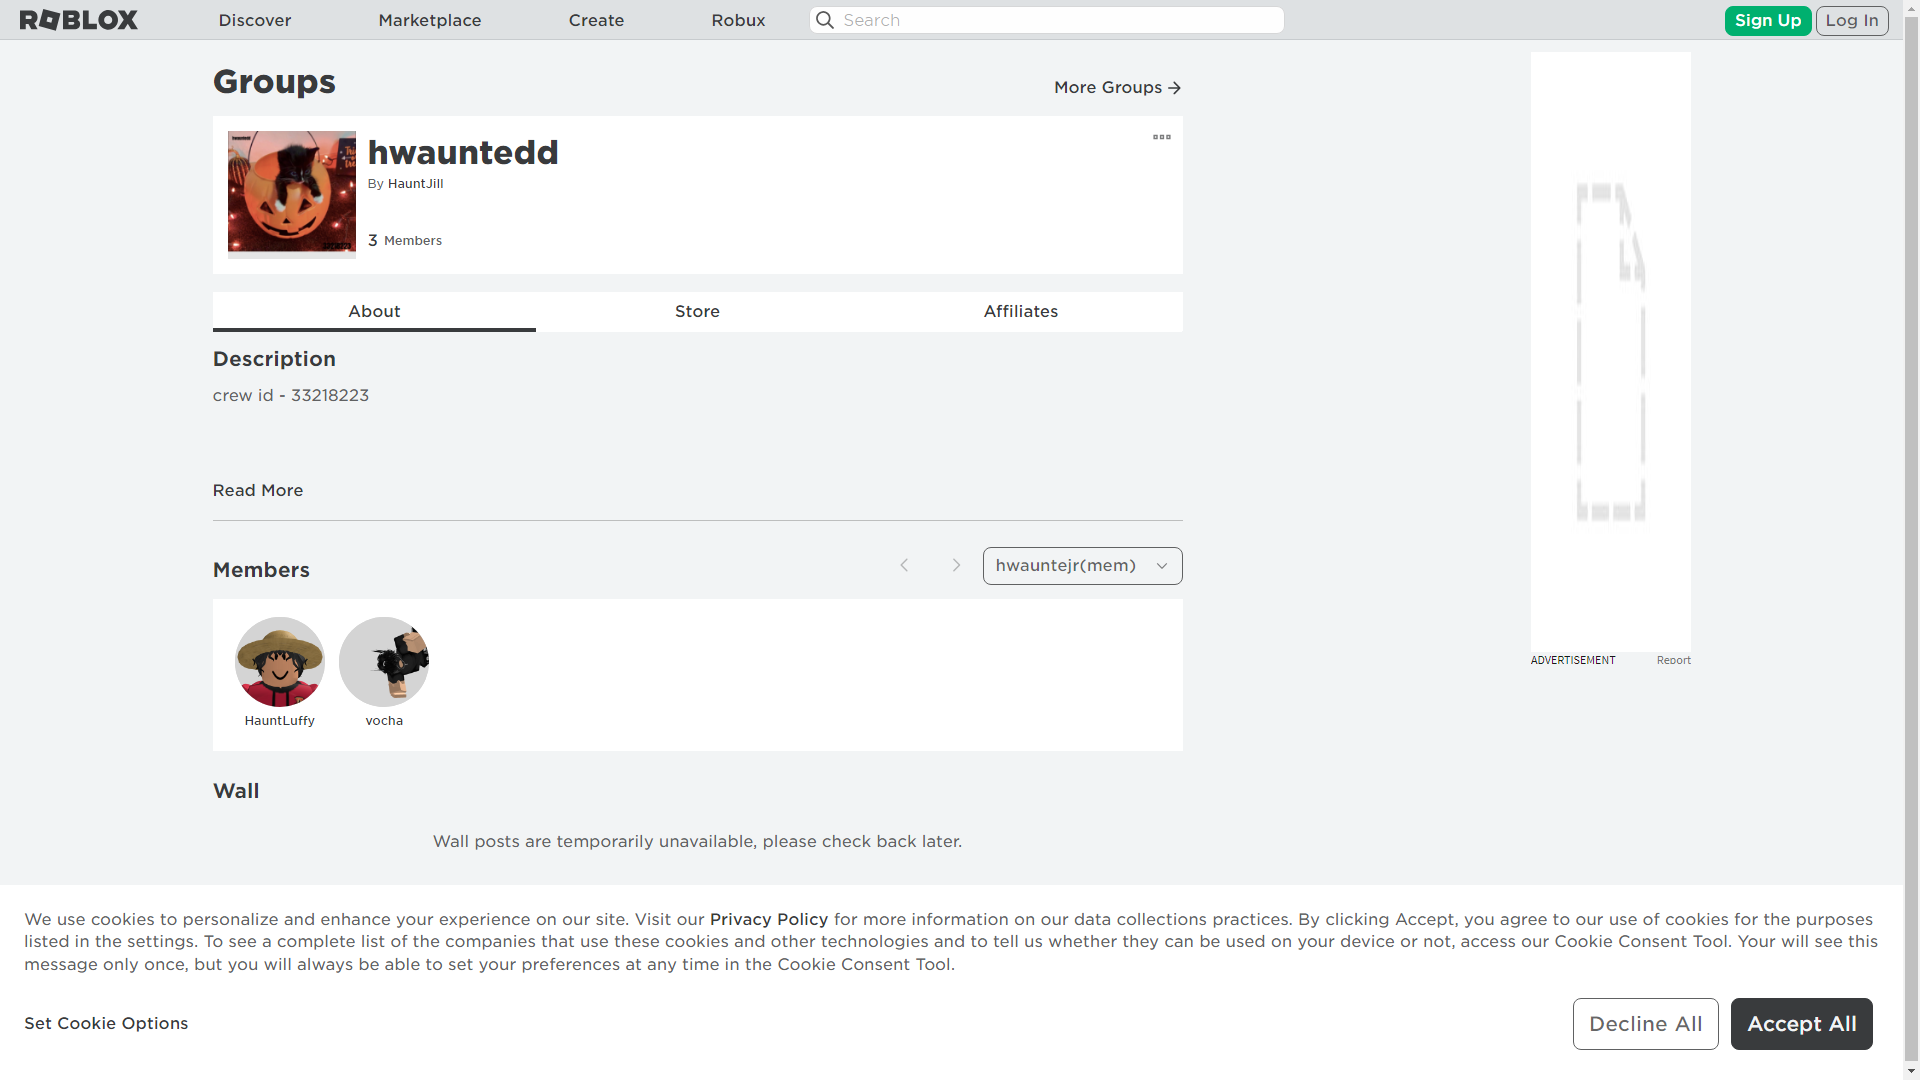 ROBLOX
Discover
Marketplace
Create
Robux
Search
Sign Up
Log In
Groups
More Groups
hwauntedd
By HauntJill
3 Members
About
Store
Affiliates
Description
crew id - 33218223
Read More
Members
hwauntejr(mem)
HauntLuffy
vocha
Wall
Wall posts are temporarily unavailable, please check back later.
ADVERTISEMENT
Report
We use cookies to personalize and enhance your experience on our site. Visit our Privacy Policy for more information on our data collections practices. By clicking Accept, you agree to our use of cookies for the purposes
listed in the settings. To see a complete list of the companies that use these cookies and other technologies and to tell us whether they can be used on your device or not, access our Cookie Consent Tool. Your will see this
message only once, but you will always be able to set your preferences at any time in the Cookie Consent Tool.
Set Cookie Options
Decline All
Accept All